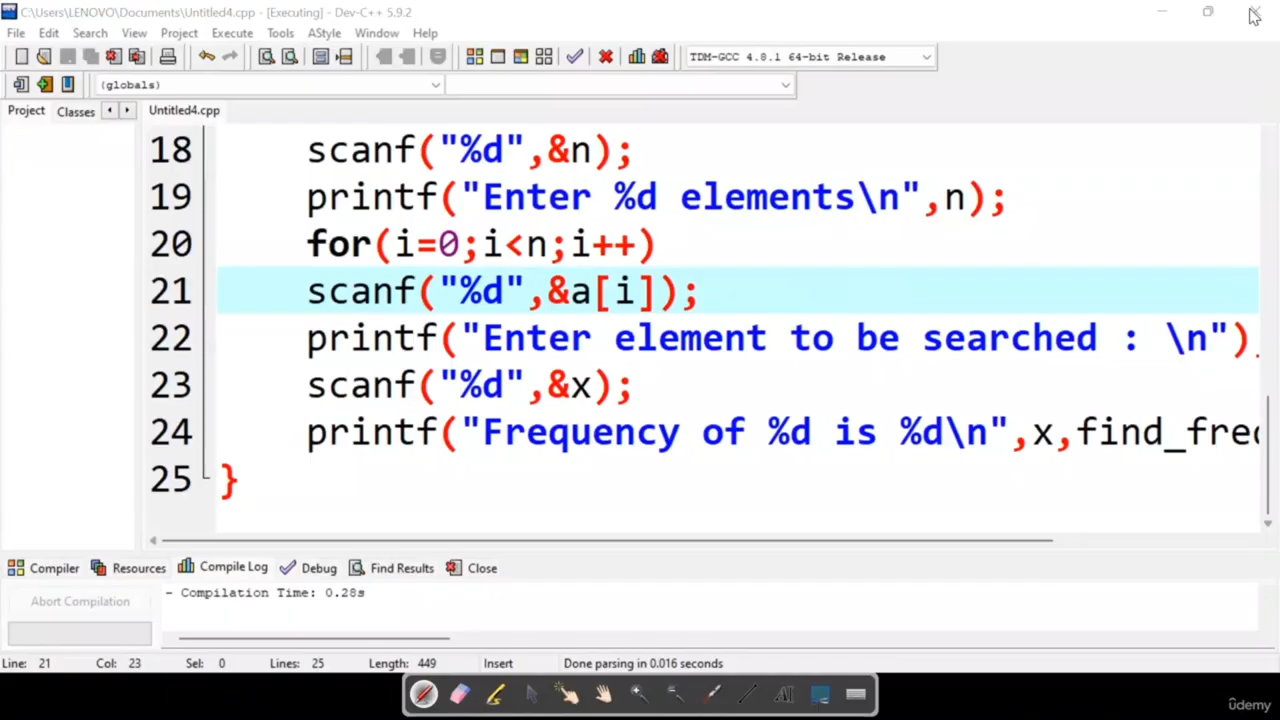 C:\Users\LENOVO\Documents\Untitled4.cpp - [Executing] - Dev-C++ 5.9.2
File Edit Search View Project Execute Tools AStyle Window Help
TDM-GCC 4.8.1 64-bit Release
(globals)
Project Classes Untitled4.cpp
18 scanf("%d",&n);
19 printf("Enter %d elements\n",n);
20 for(i=0;i<n;i++)
21 scanf("%d",&a[i]);
22 printf("Enter element to be searched : \n")
23 scanf("%d",&x);
24 printf("Frequency of %d is %d\n",x,find_freq
25 }
Compiler Resources Compile Log Debug Find Results Close
Abort Compilation
- Compilation Time: 0.28s
Line: 21 Col: 23 Sel: 0 Lines: 25 Length: 449 Insert Done parsing in 0.016 seconds
AI
ûdemy